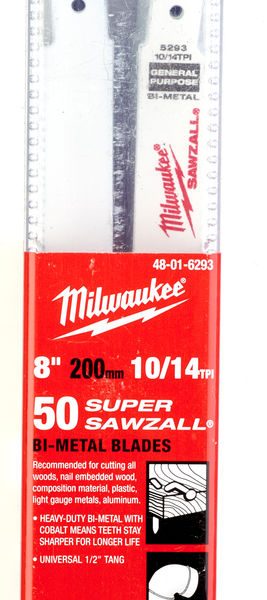 5293
10/14TPI
GENERAL
PURPOSE
BI-METAL
Milwaukee
SAWZALL®
48-01-6293
Milwaukee®
8" 200mm 10/14TPI
50 SUPER
SAWZALL®
BI-METAL BLADES
Recommended for cutting all
woods, nail embedded wood,
composition material, plastic,
light gauge metals, aluminum.
• HEAVY-DUTY BI-METAL WITH
COBALT MEANS TEETH STAY
SHARPER FOR LONGER LIFE
• UNIVERSAL 1/2" TANG